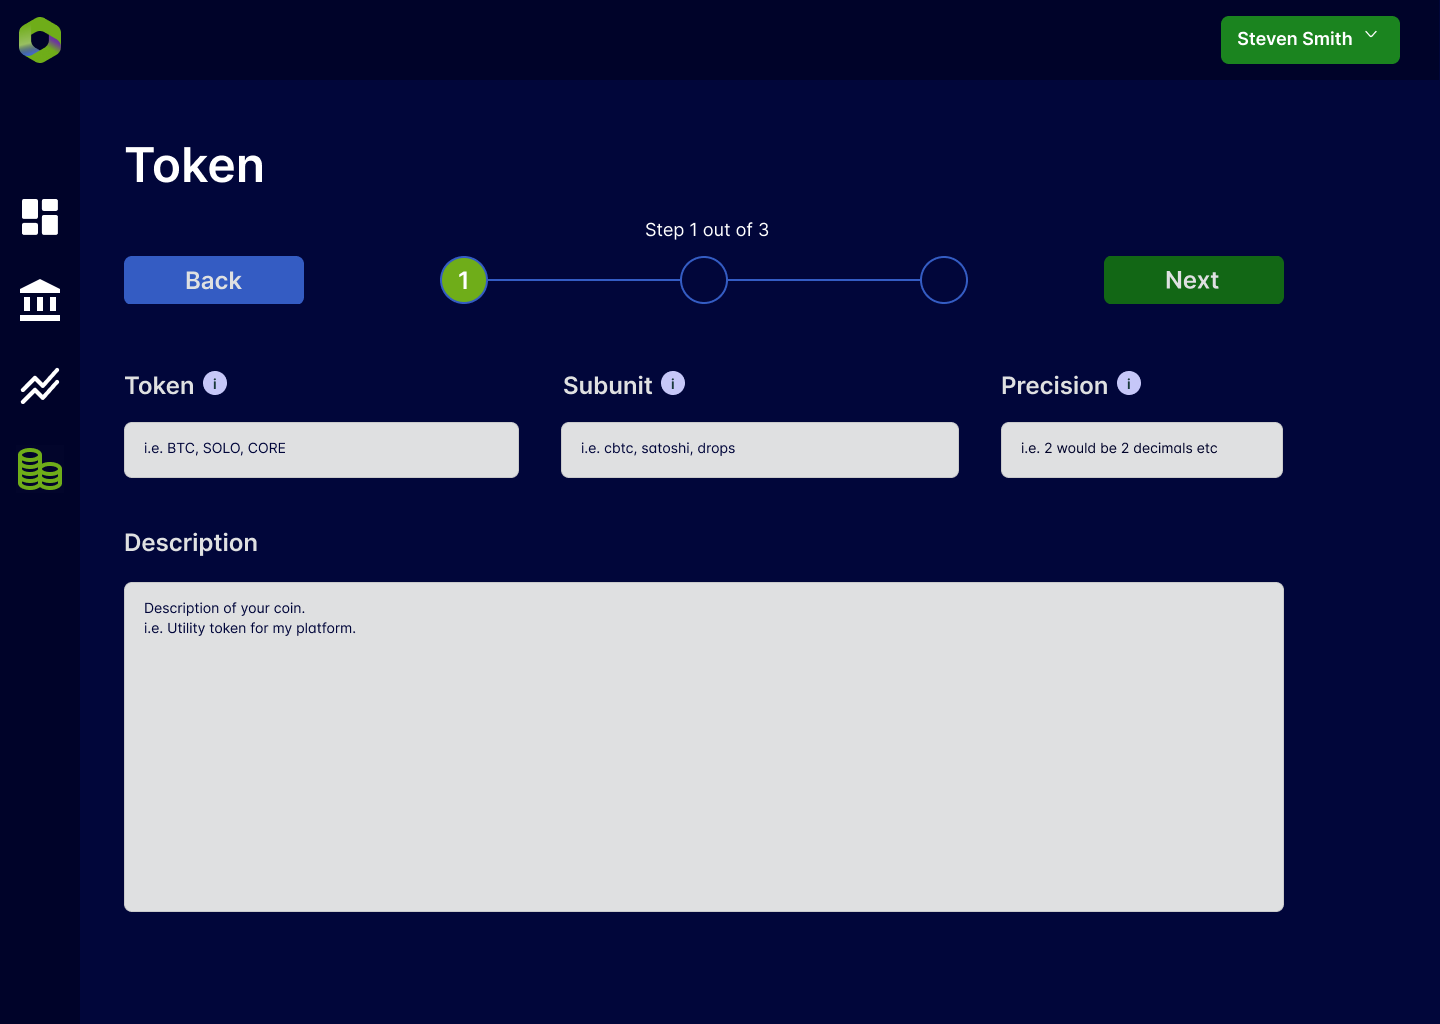 Steven Smith
Token
Step 1 out of 3
Back
1
Next
Token i
Subunit i
Precision i
i.e. BTC, SOLO, CORE
i.e. cbtc, satoshi, drops
i.e. 2 would be 2 decimals etc
Description
Description of your coin.
i.e. Utility token for my platform.